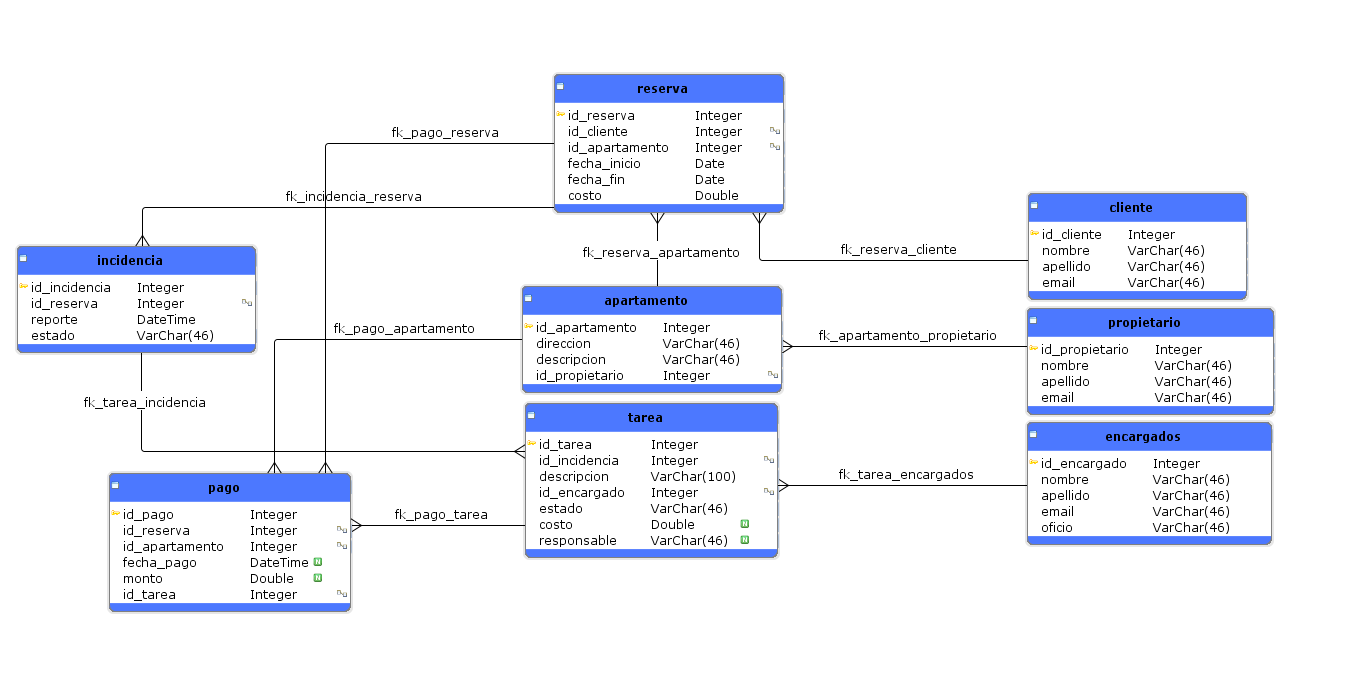 reserva
id_reserva Integer
id_cliente Integer
id_apartamento Integer
fecha_inicio Date
fecha_fin Date
costo Double
fk_pago_reserva
fk_incidencia_reserva
fk_reserva_apartamento
fk_reserva_cliente
cliente
id_cliente Integer
nombre VarChar(46)
apellido VarChar(46)
email VarChar(46)
incidencia
id_incidencia Integer
id_reserva Integer
reporte DateTime
estado VarChar(46)
apartamento
id_apartamento Integer
direccion VarChar(46)
descripcion VarChar(46)
id_propietario Integer
fk_pago_apartamento
fk_apartamento_propietario
propietario
id_propietario Integer
nombre VarChar(46)
apellido VarChar(46)
email VarChar(46)
fk_tarea_incidencia
tarea
id_tarea Integer
id_incidencia Integer
descripcion VarChar(100)
id_encargado Integer
estado VarChar(46)
costo Double N
responsable VarChar(46) N
fk_tarea_encargados
encargados
id_encargado Integer
nombre VarChar(46)
apellido VarChar(46)
email VarChar(46)
oficio VarChar(46)
pago
id_pago Integer
id_reserva Integer
id_apartamento Integer
fecha_pago DateTime N
monto Double N
id_tarea Integer
fk_pago_tarea